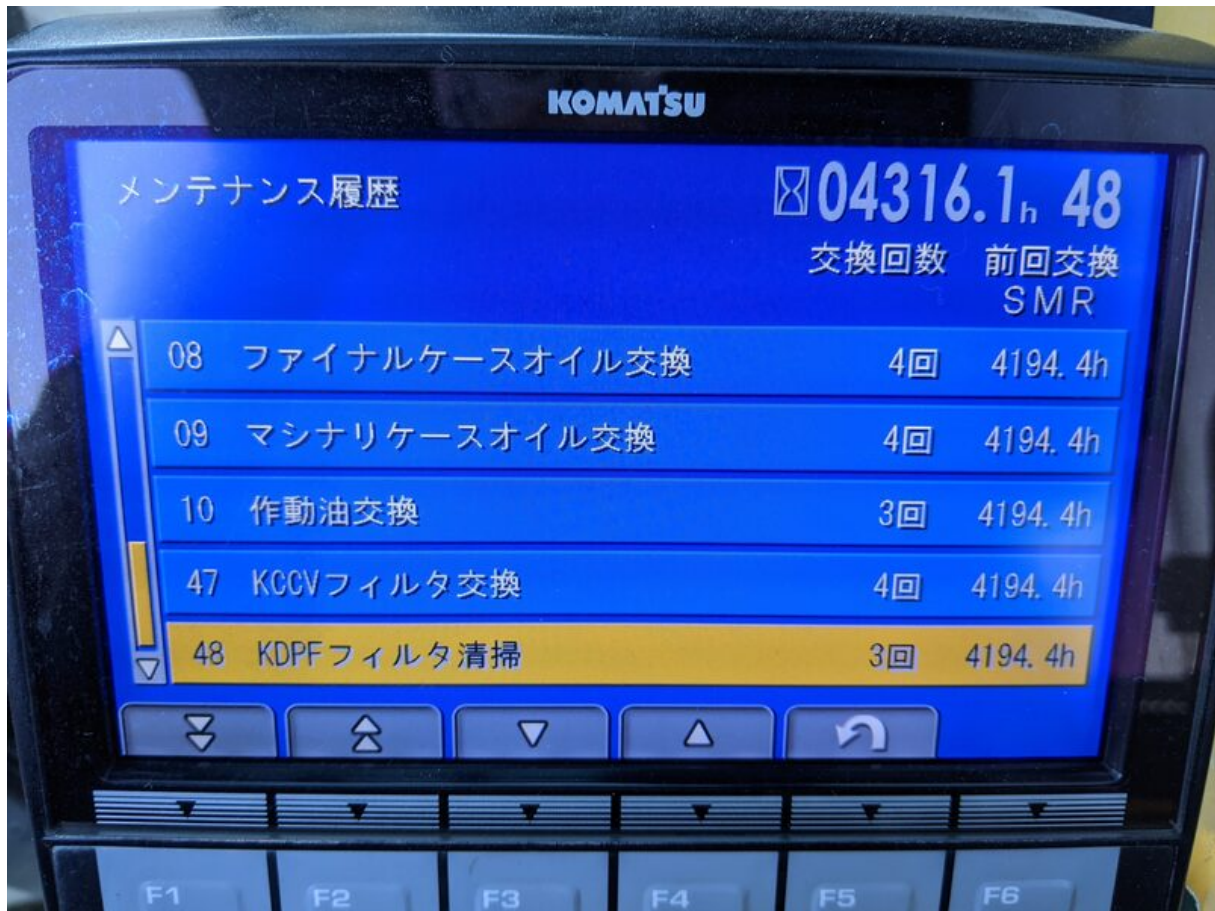 KOMATSU
メンテナンス履歴 04316.1h 48
交換回数 前回交換
SMR
08 ファイナルケースオイル交換 4回 4194.4h
09 マシナリケースオイル交換 4回 4194.4h
10 作動油交換 3回 4194.4h
47 KCCVフィルタ交換 4回 4194.4h
48 KDPFフィルタ清掃 3回 4194.4h
F1 F2 F3 F4 F5 F6